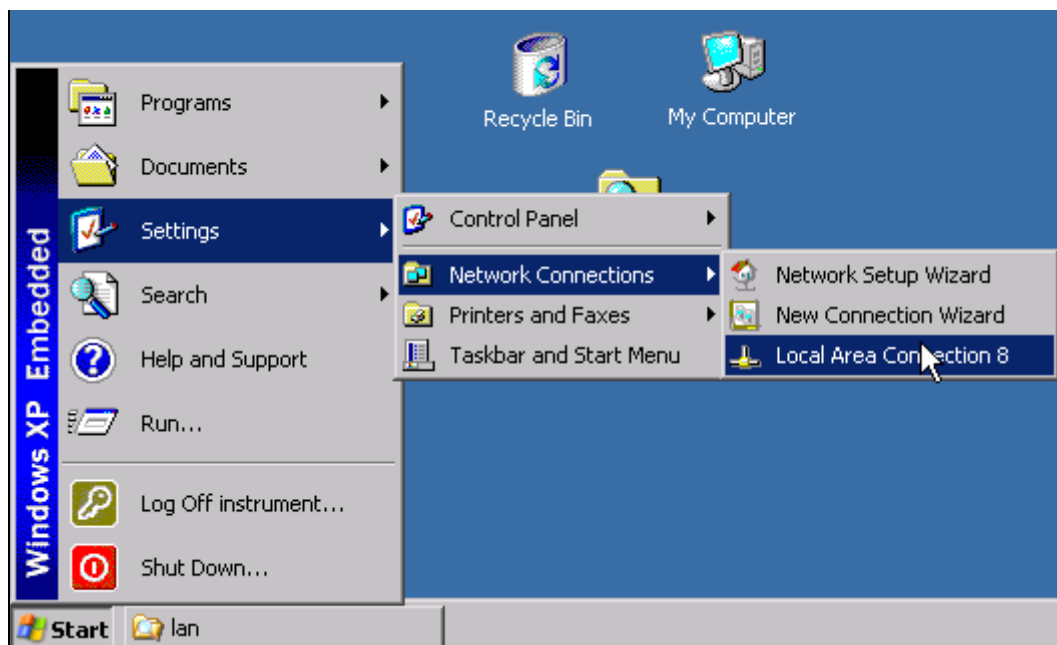 Recycle Bin
My Computer
Windows XP Embedded
Programs
Documents
Settings
Search
Help and Support
Run...
Log Off instrument...
Shut Down...
Control Panel
Network Connections
Printers and Faxes
Taskbar and Start Menu
Network Setup Wizard
New Connection Wizard
Local Area Connection 8
Start
lan